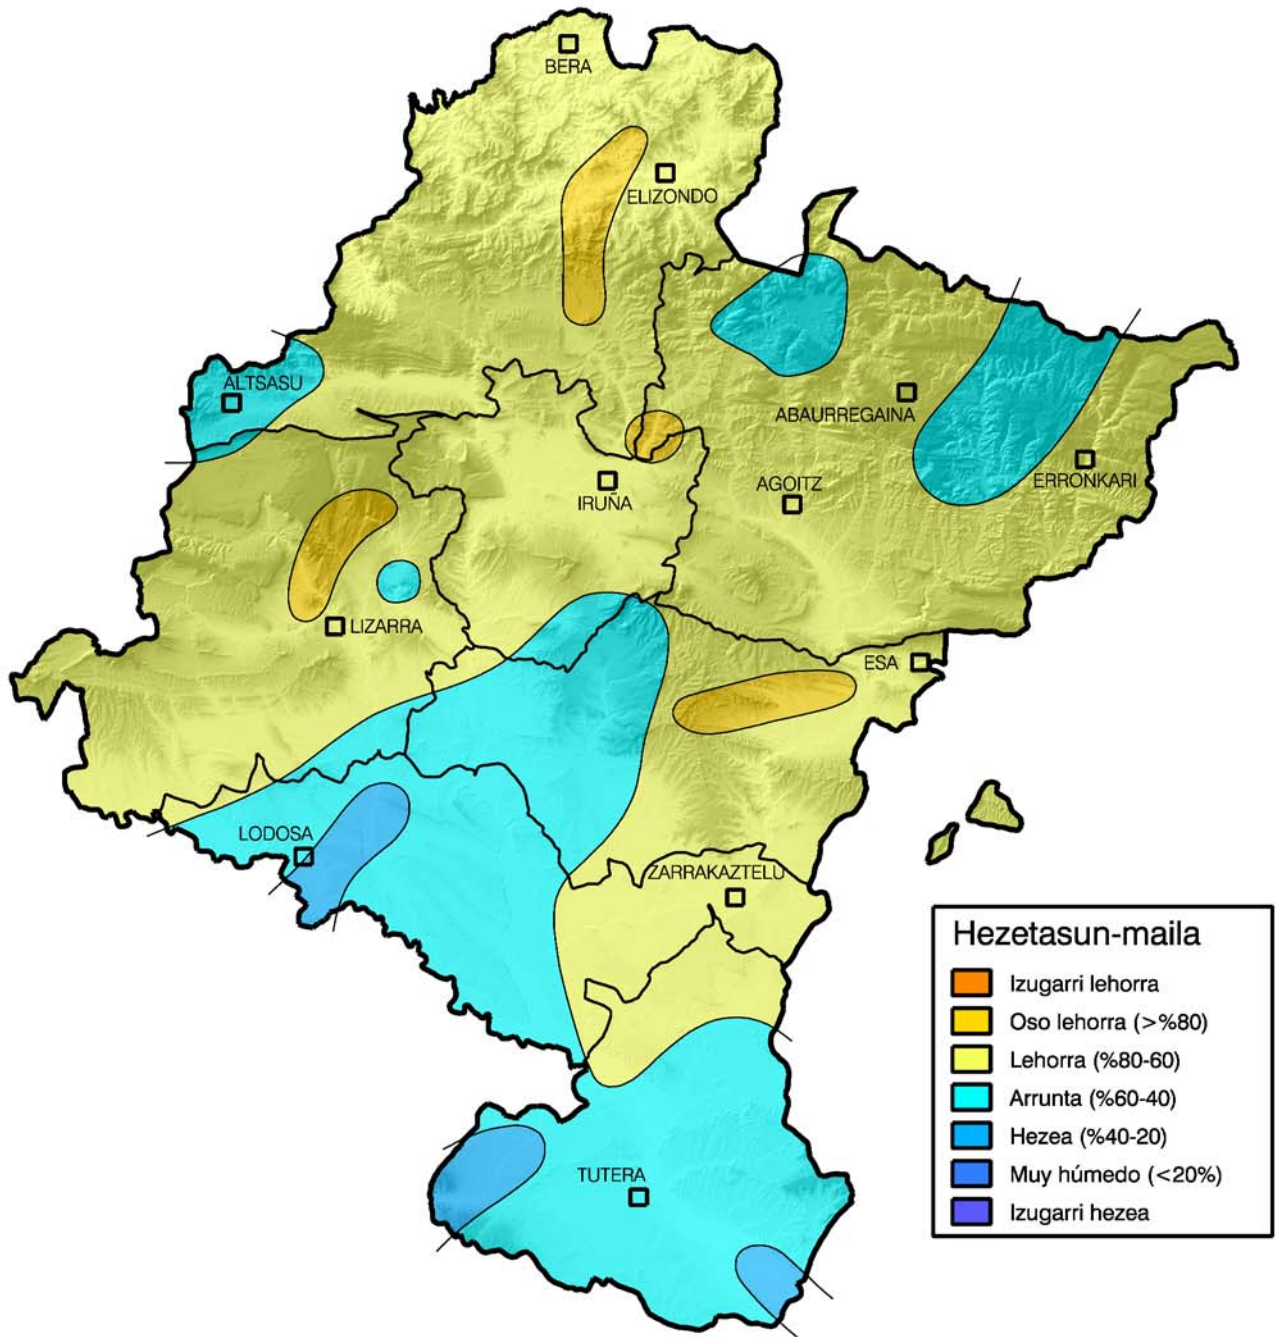 BERA
ELIZONDO
ALTSASU
ABAURREGAINA
ERRONKARI
IRUÑA
AGOITZ
LIZARRA
ESA
LODOSA
ZARRAKAZTELU
TUTERA
Hezetasun-maila
Izugarri lehorra
Oso lehorra (>%80)
Lehorra (%80-60)
Arrunta (%60-40)
Hezea (%40-20)
Muy húmedo (<20%)
Izugarri hezea